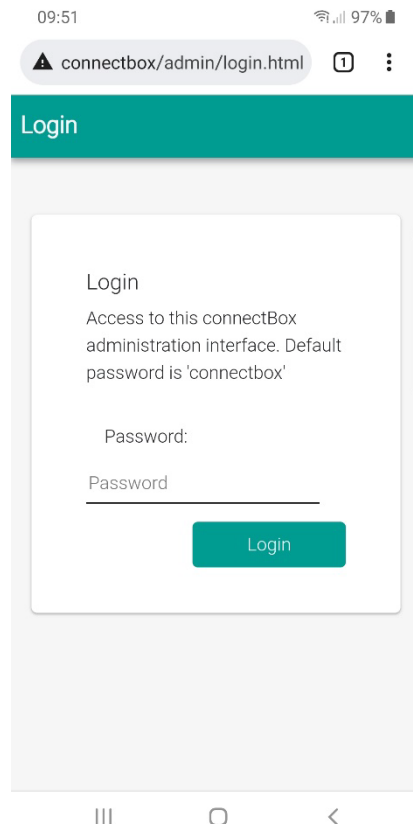 09:51 97%
connectbox/admin/login.html 1
Login
Login
Access to this connectBox
administration interface. Default
password is 'connectbox'
Password:
Password
Login